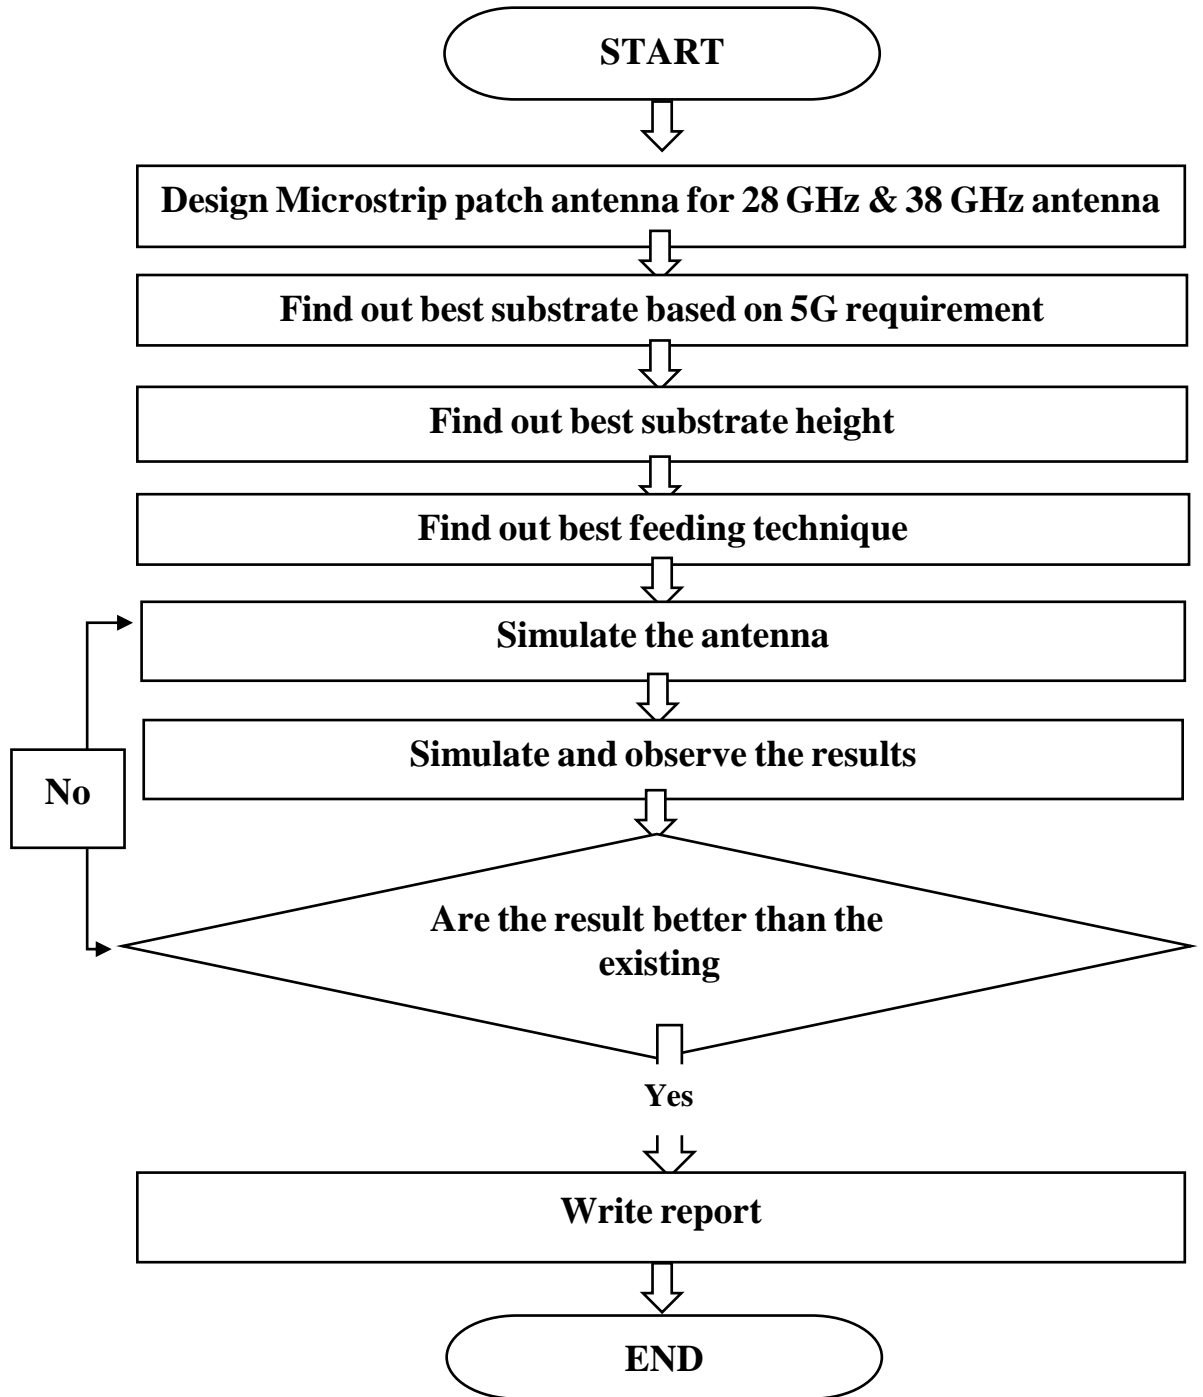 START
Design Microstrip patch antenna for 28 GHz & 38 GHz antenna
Find out best substrate based on 5G requirement
Find out best substrate height
Find out best feeding technique
Simulate the antenna
Simulate and observe the results
No
Are the result better than the
existing
Yes
Write report
END